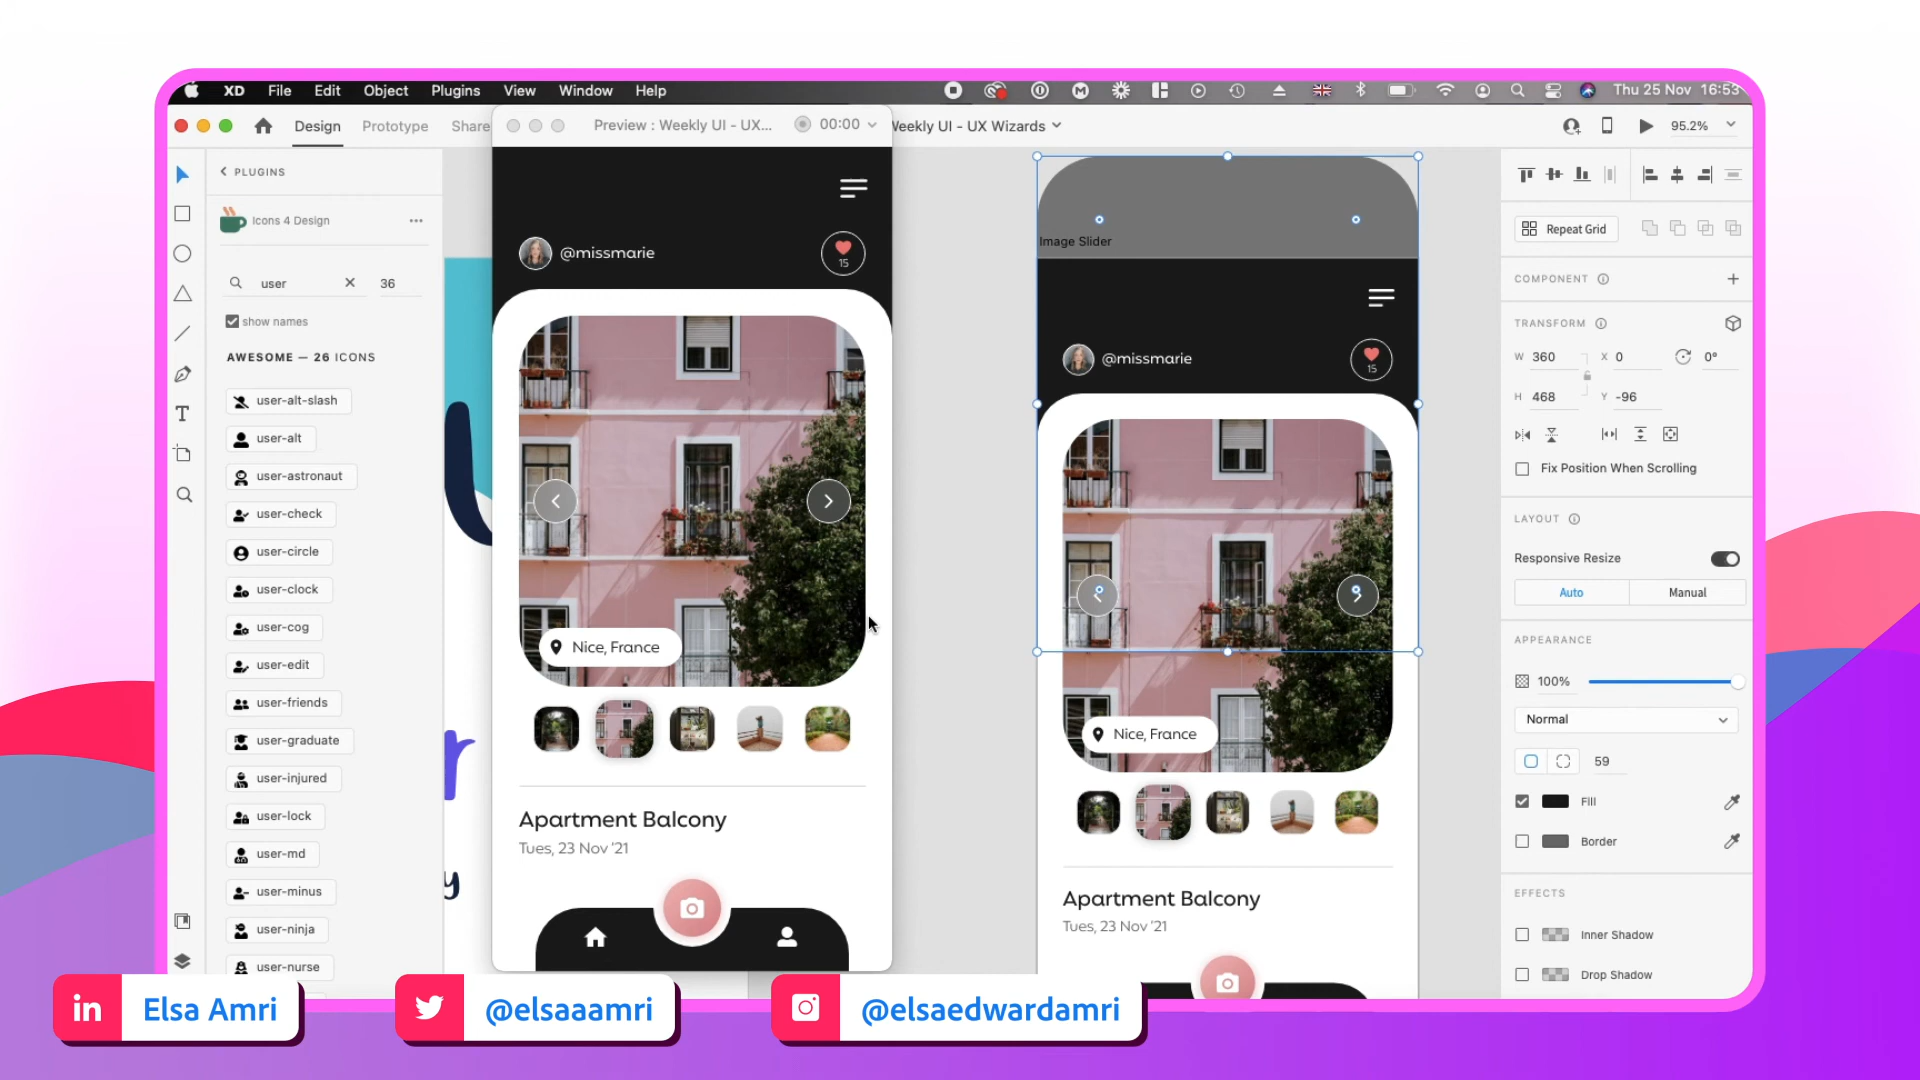 XD File Edit Object Plugins View Window Help Thu 25 Nov 16:53
Design Prototype Share Preview : Weekly UI - UX... 00:00 Weekly UI - UX Wizards 95.2%
PLUGINS
Icons 4 Design
user 36
show names
AWESOME — 26 ICONS
user-alt-slash
user-alt
user-astronaut
user-check
user-circle
user-clock
user-cog
user-edit
user-friends
user-graduate
user-injured
user-lock
user-md
user-minus
user-ninja
user-nurse
r
y
@missmarie
15
Nice, France
Apartment Balcony
Tues, 23 Nov '21
Image Slider
@missmarie
15
Nice, France
Apartment Balcony
Tues, 23 Nov '21
Repeat Grid
COMPONENT
TRANSFORM
W 360 X 0 0°
H 468 Y -96
Fix Position When Scrolling
LAYOUT
Responsive Resize
Auto Manual
APPEARANCE
100%
Normal
59
Fill
Border
EFFECTS
Inner Shadow
Drop Shadow
in Elsa Amri
@elsaaamri
@elsaedwardamri